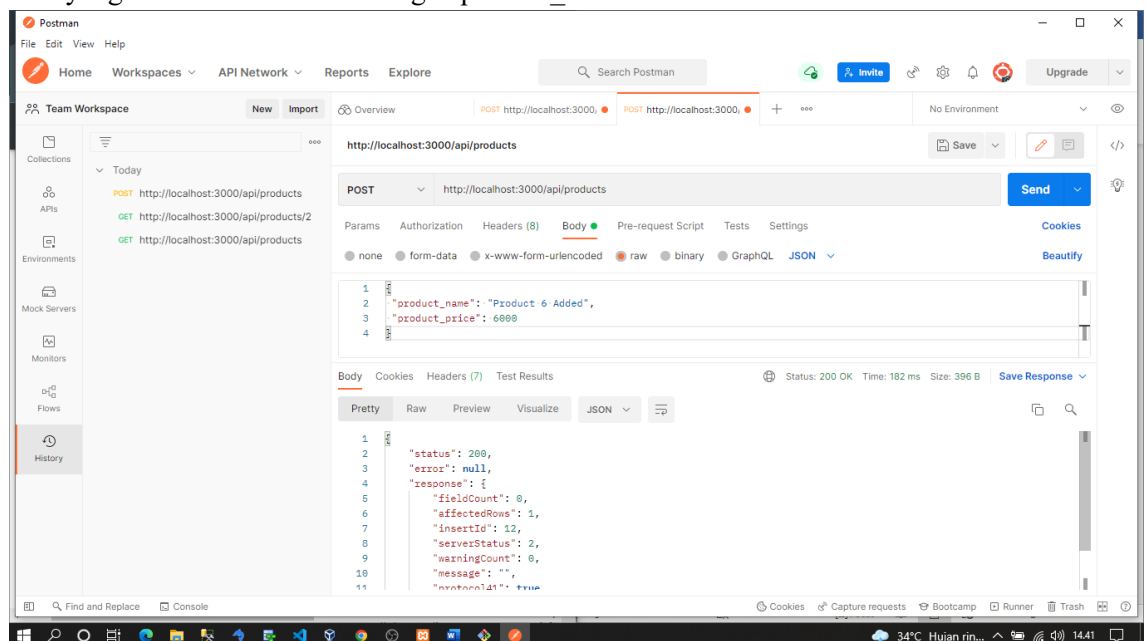 Postman
File Edit View Help
Home Workspaces API Network Reports Explore Search Postman Invite Upgrade
Team Workspace New Import Overview POST http://localhost:3000/ POST http://localhost:3000/ No Environment
http://localhost:3000/api/products Save
Collections
APIs
Environments
Mock Servers
Monitors
Flows
History
Today
POST http://localhost:3000/api/products
GET http://localhost:3000/api/products/2
GET http://localhost:3000/api/products
POST http://localhost:3000/api/products Send
Params Authorization Headers (8) Body Pre-request Script Tests Settings Cookies
none form-data x-www-form-urlencoded raw binary GraphQL JSON Beautify
1 {
2 "product_name": "Product 6 Added",
3 "product_price": 6000
4 }
Body Cookies Headers (7) Test Results Status: 200 OK Time: 182 ms Size: 396 B Save Response
Pretty Raw Preview Visualize JSON
1 {
2 "status": 200,
3 "error": null,
4 "response": {
5 "fieldCount": 0,
6 "affectedRows": 1,
7 "insertId": 12,
8 "serverStatus": 2,
9 "warningCount": 0,
10 "message": "",
11 "protocol41": true
Find and Replace Console Cookies Capture requests Bootcamp Runner Trash
34°C Hujan rin... 14.41